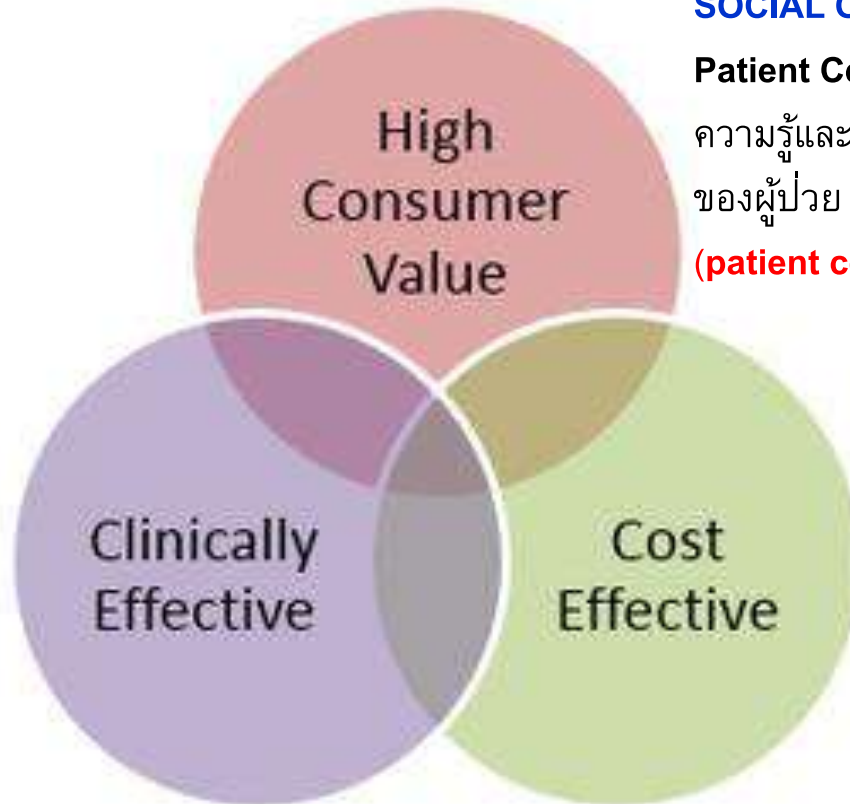 SOCIAL
Patient
ความรู้และ
ของผู้ป่วย
(patient
High
Consumer
Value
Clinically
Effective
Cost
Effective